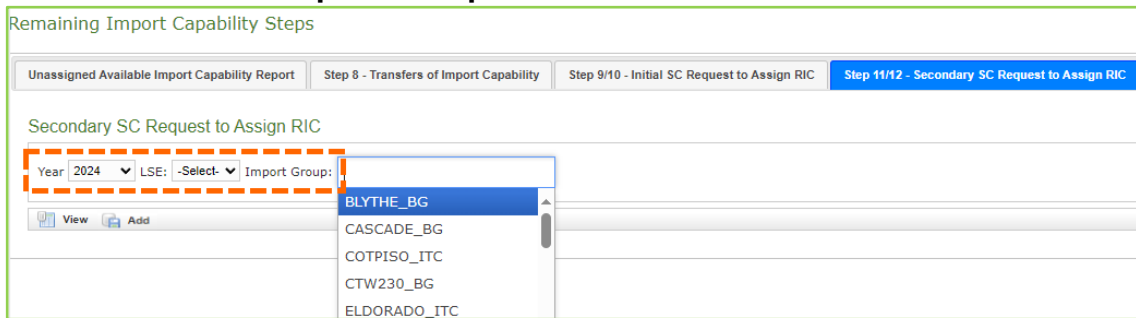 Remaining Import Capability Steps
Unassigned Available Import Capability Report Step 8 - Transfers of Import Capability Step 9/10 - Initial SC Request to Assign RIC Step 11/12 - Secondary SC Request to Assign RIC
Secondary SC Request to Assign RIC
Year 2024 LSE: -Select- Import Group:
BLYTHE_BG
View Add
CASCADE_BG
COTPISO_ITC
CTW230_BG
ELDORADO_ITC